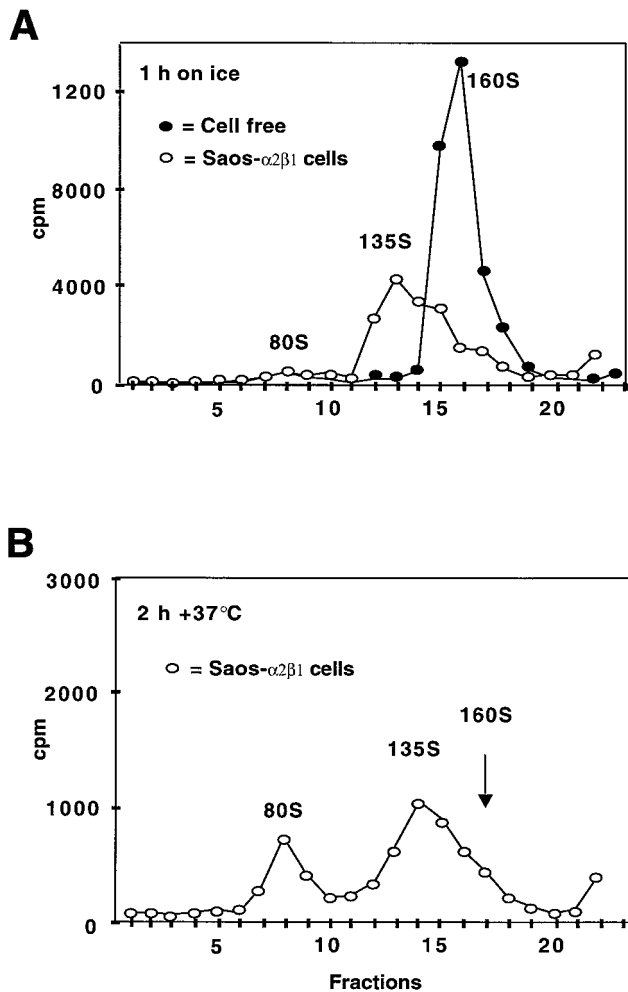 A
1 h on ice
1200
160S
= Cell free
= Saos-α2β1 cells
8000
cpm
135S
4000
80S
0
5 10 15 20
B
3000
2 h +37°C
= Saos-α2β1 cells
2000
160S
cpm
135S
1000
80S
0
5 10 15 20
Fractions